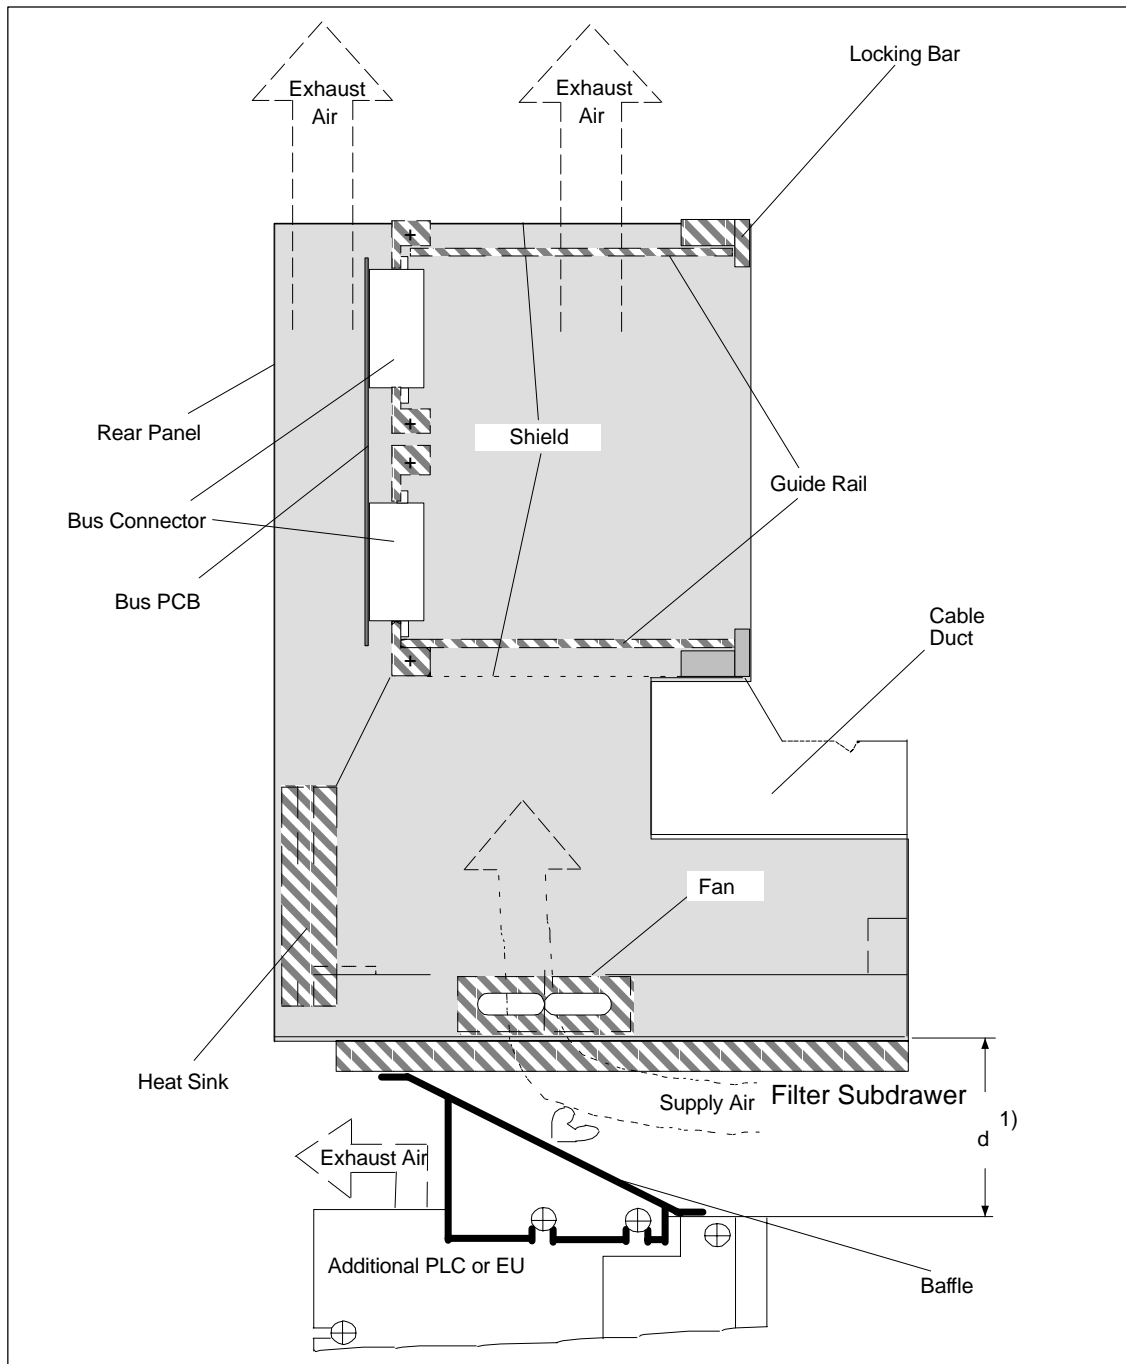 Locking Bar
Exhaust
Air
Exhaust
Air
Rear Panel
Shield
Guide Rail
Bus Connector
Bus PCB
Cable
Duct
Fan
Heat Sink
Supply Air
Filter Subdrawer
1)
d
Exhaust Air
Additional PLC or EU
Baffle